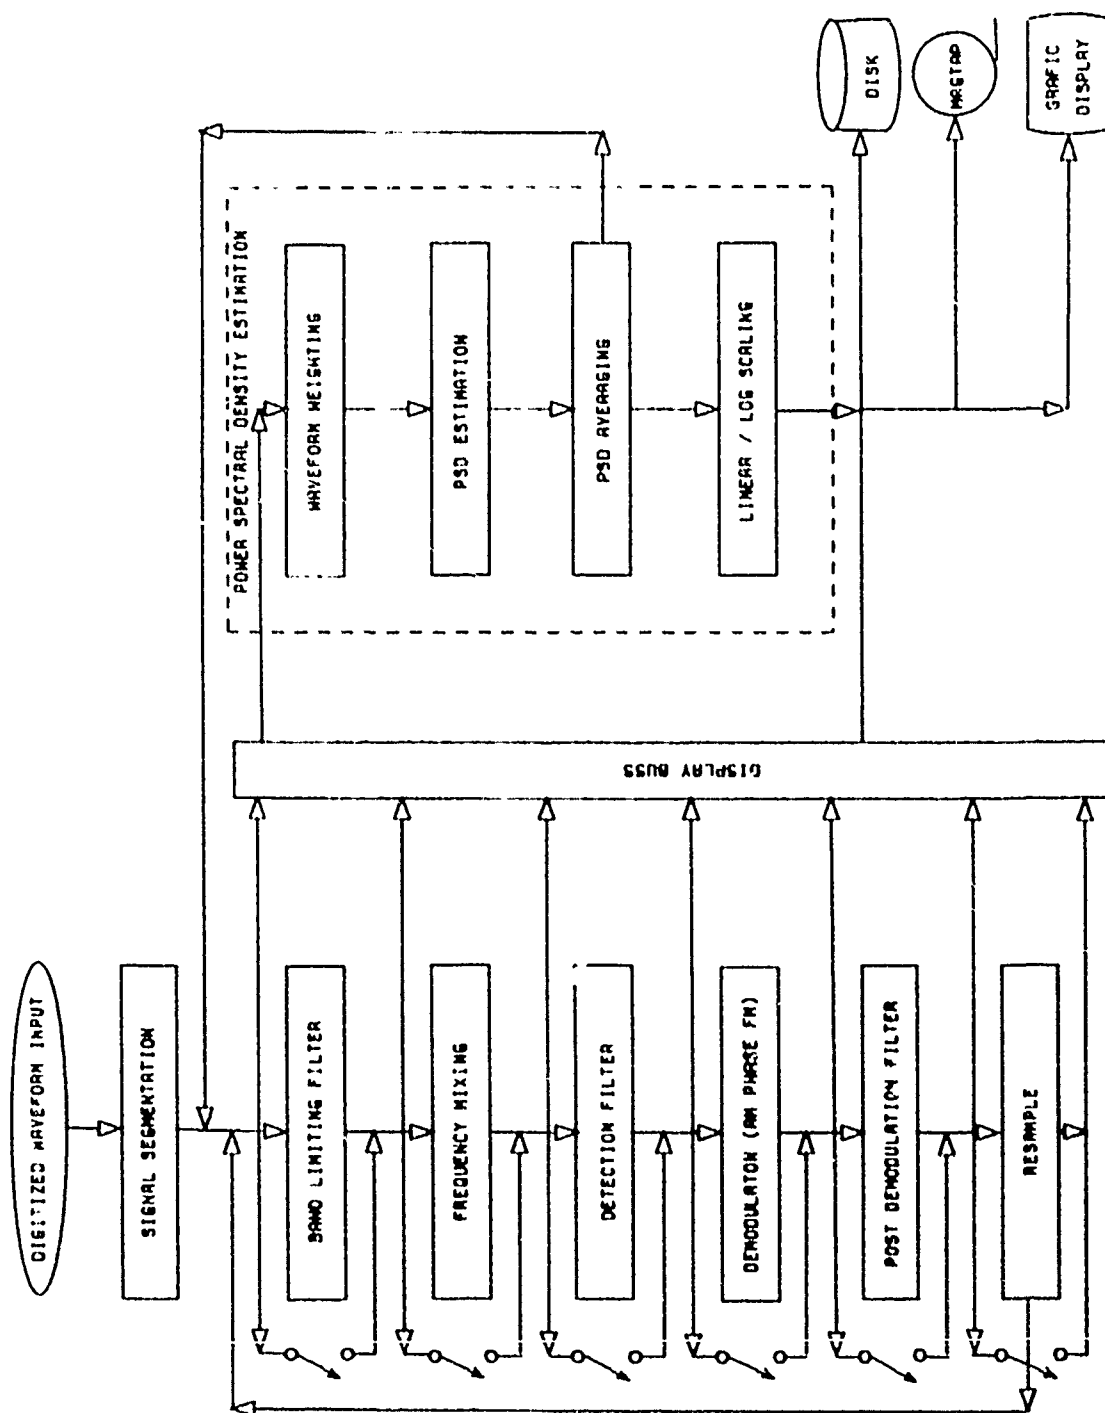 DIGITIZED WAVEFORM INPUT
SIGNAL SEGMENTATION
BAND LIMITING FILTER
FREQUENCY MIXING
DETECTION FILTER
DEMODULATON (AM PHASE FM)
POST DEMODULATION FILTER
RESAMPLE
DISPLAY BUSS
POWER SPECTRAL DENSITY ESTIMATION
WAVEFORM WEIGHTING
PSD ESTIMATION
PSD AVERAGING
LINEAR / LOG SCALING
DISK
MAGTAP
GRAFIC
DISPLAY